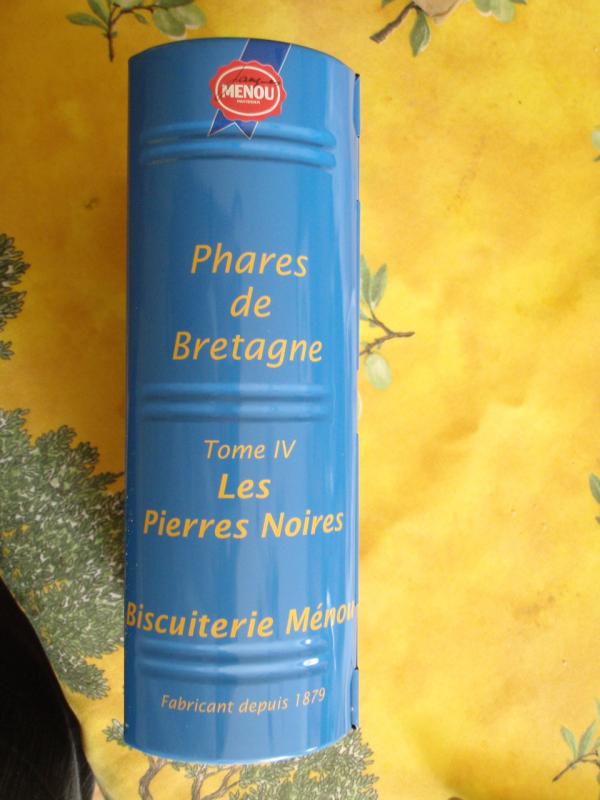 MENOU
Phares
de
Bretagne
Tome IV
Les
Pierres Noires
Biscuiterie Ménou
Fabricant depuis 1879